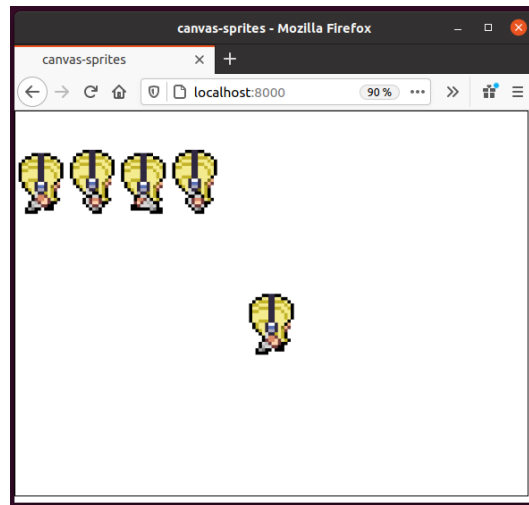 canvas-sprites - Mozilla Firefox
canvas-sprites
localhost:8000
90 %